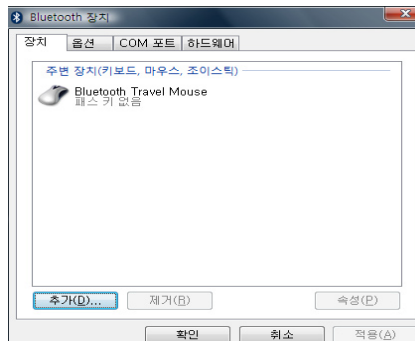 Bluetooth 장치
장치 옵션 COM 포트 하드웨어
주변 장치(키보드, 마우스, 조이스틱)
Bluetooth Travel Mouse
패스 키 없음
추가(D)... 제거(R) 속성(P)
확인 취소 적용(A)